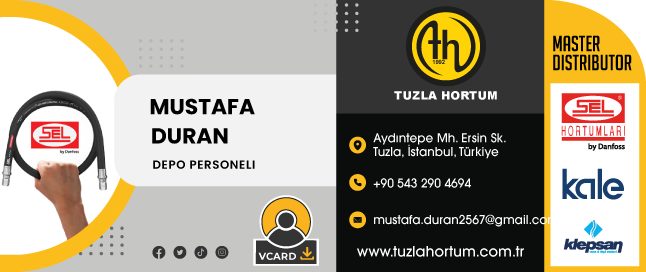 SEL
by Danfoss
MUSTAFA
DURAN
DEPO PERSONELI
VCARD
th
1992
TUZLA HORTUM
Aydıntepe Mh. Ersin Sk.
Tuzla, İstanbul, Türkiye
+90 543 290 4694
mustafa.duran2567@gmail.com
www.tuzlahortum.com.tr
MASTER
DISTRIBUTOR
SEL
HORTUMLARI
by Danfoss
kale
klepsan